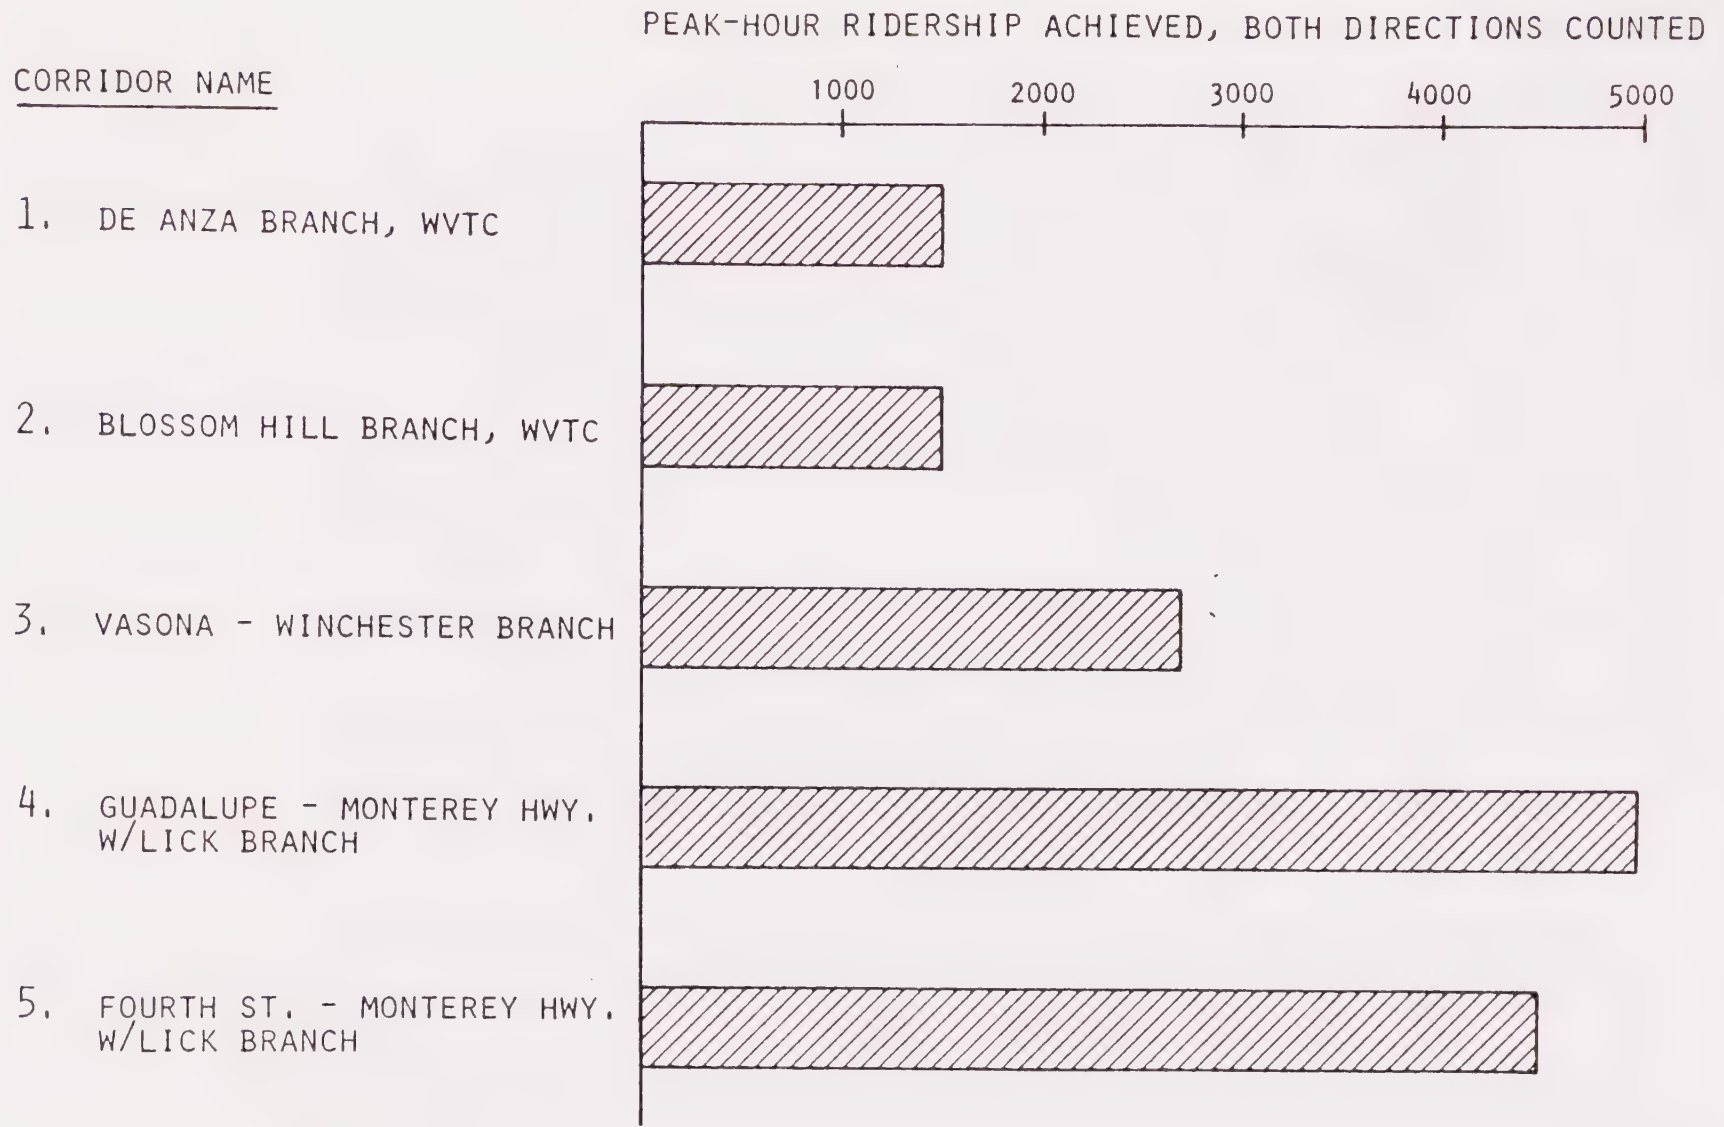 PEAK-HOUR RIDERSHIP ACHIEVED, BOTH DIRECTIONS COUNTED
CORRIDOR NAME
1000 2000 3000 4000 5000
1. DE ANZA BRANCH, WVTC
2. BLOSSOM HILL BRANCH, WVTC
3. VASONA - WINCHESTER BRANCH
4. GUADALUPE - MONTEREY HWY.
W/LICK BRANCH
5. FOURTH ST. - MONTEREY HWY.
W/LICK BRANCH